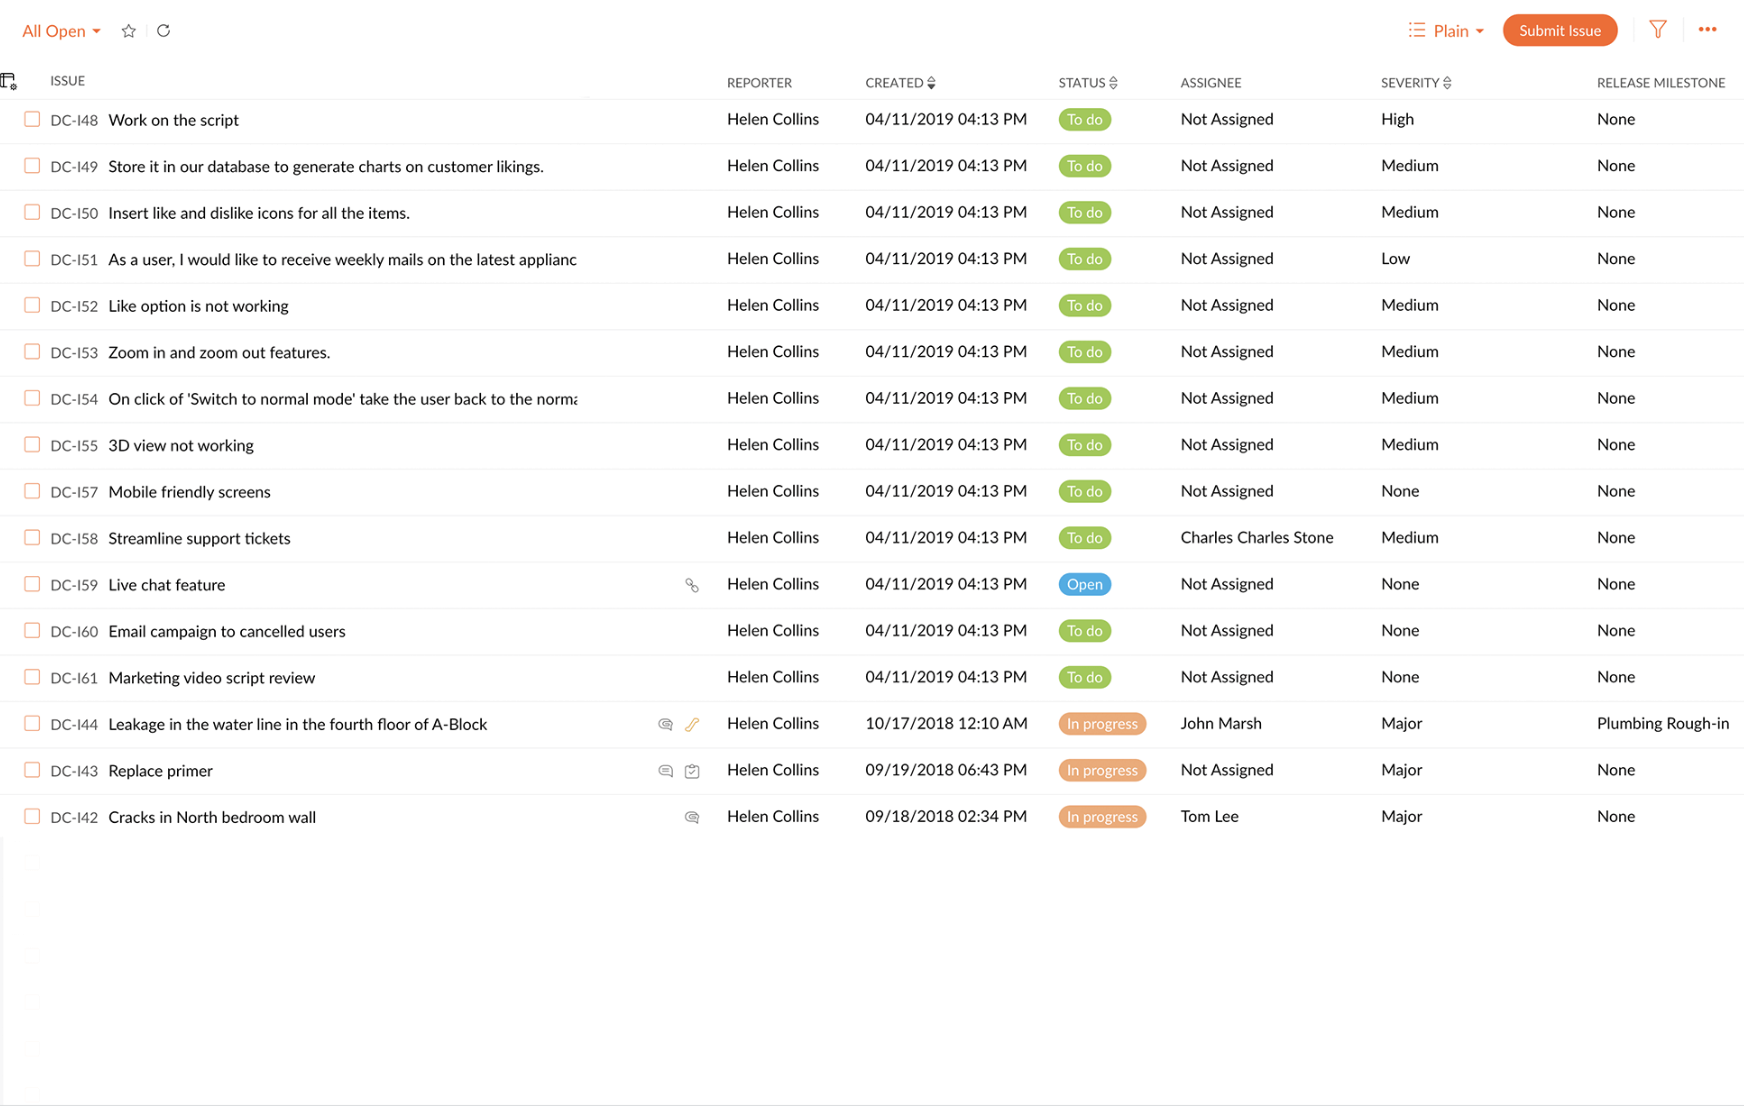 All Open Plain Submit Issue
ISSUE REPORTER CREATED STATUS ASSIGNEE SEVERITY RELEASE MILESTONE
DC-I48 Work on the script Helen Collins 04/11/2019 04:13 PM To do Not Assigned High None
DC-I49 Store it in our database to generate charts on customer likings. Helen Collins 04/11/2019 04:13 PM To do Not Assigned Medium None
DC-I50 Insert like and dislike icons for all the items. Helen Collins 04/11/2019 04:13 PM To do Not Assigned Medium None
DC-I51 As a user, I would like to receive weekly mails on the latest applianc Helen Collins 04/11/2019 04:13 PM To do Not Assigned Low None
DC-I52 Like option is not working Helen Collins 04/11/2019 04:13 PM To do Not Assigned Medium None
DC-I53 Zoom in and zoom out features. Helen Collins 04/11/2019 04:13 PM To do Not Assigned Medium None
DC-I54 On click of 'Switch to normal mode' take the user back to the norma Helen Collins 04/11/2019 04:13 PM To do Not Assigned Medium None
DC-I55 3D view not working Helen Collins 04/11/2019 04:13 PM To do Not Assigned Medium None
DC-I57 Mobile friendly screens Helen Collins 04/11/2019 04:13 PM To do Not Assigned None None
DC-I58 Streamline support tickets Helen Collins 04/11/2019 04:13 PM To do Charles Charles Stone Medium None
DC-I59 Live chat feature Helen Collins 04/11/2019 04:13 PM Open Not Assigned None None
DC-I60 Email campaign to cancelled users Helen Collins 04/11/2019 04:13 PM To do Not Assigned None None
DC-I61 Marketing video script review Helen Collins 04/11/2019 04:13 PM To do Not Assigned None None
DC-I44 Leakage in the water line in the fourth floor of A-Block Helen Collins 10/17/2018 12:10 AM In progress John Marsh Major Plumbing Rough-in
DC-I43 Replace primer Helen Collins 09/19/2018 06:43 PM In progress Not Assigned Major None
DC-I42 Cracks in North bedroom wall Helen Collins 09/18/2018 02:34 PM In progress Tom Lee Major None